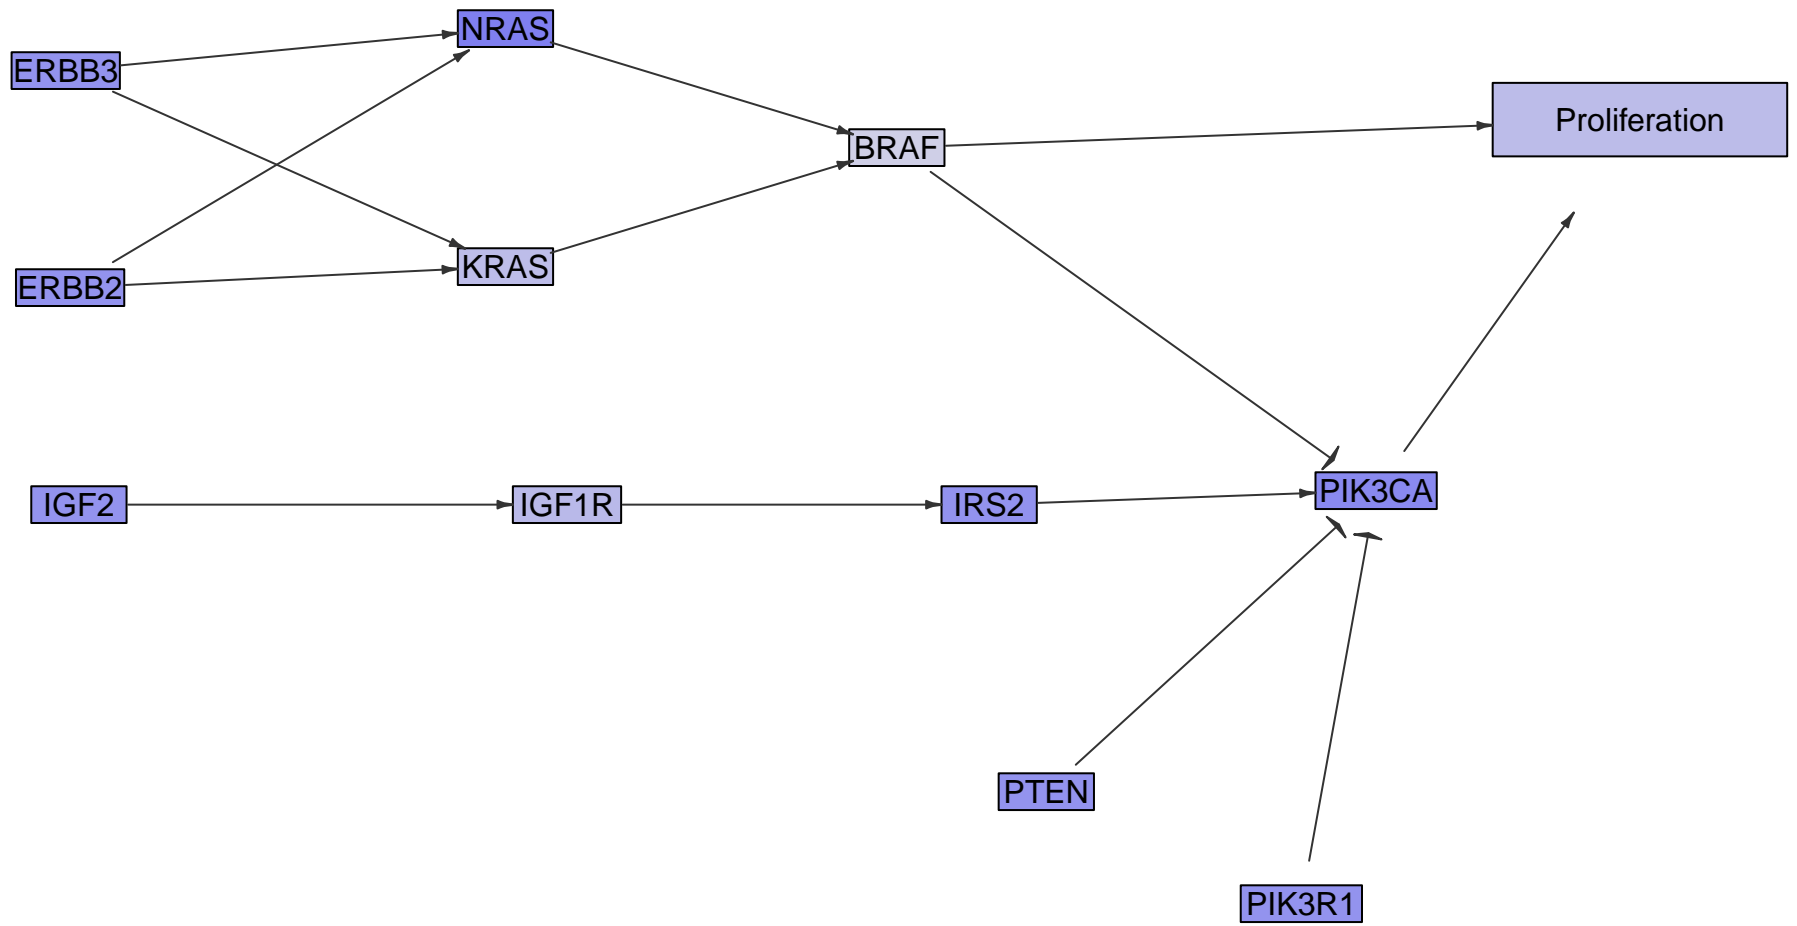 NRAS
ERBB3
Proliferation
BRAF
KRAS
ERBB2
IGF2
IGF1R
IRS2
PIK3CA
PTEN
PIK3R1